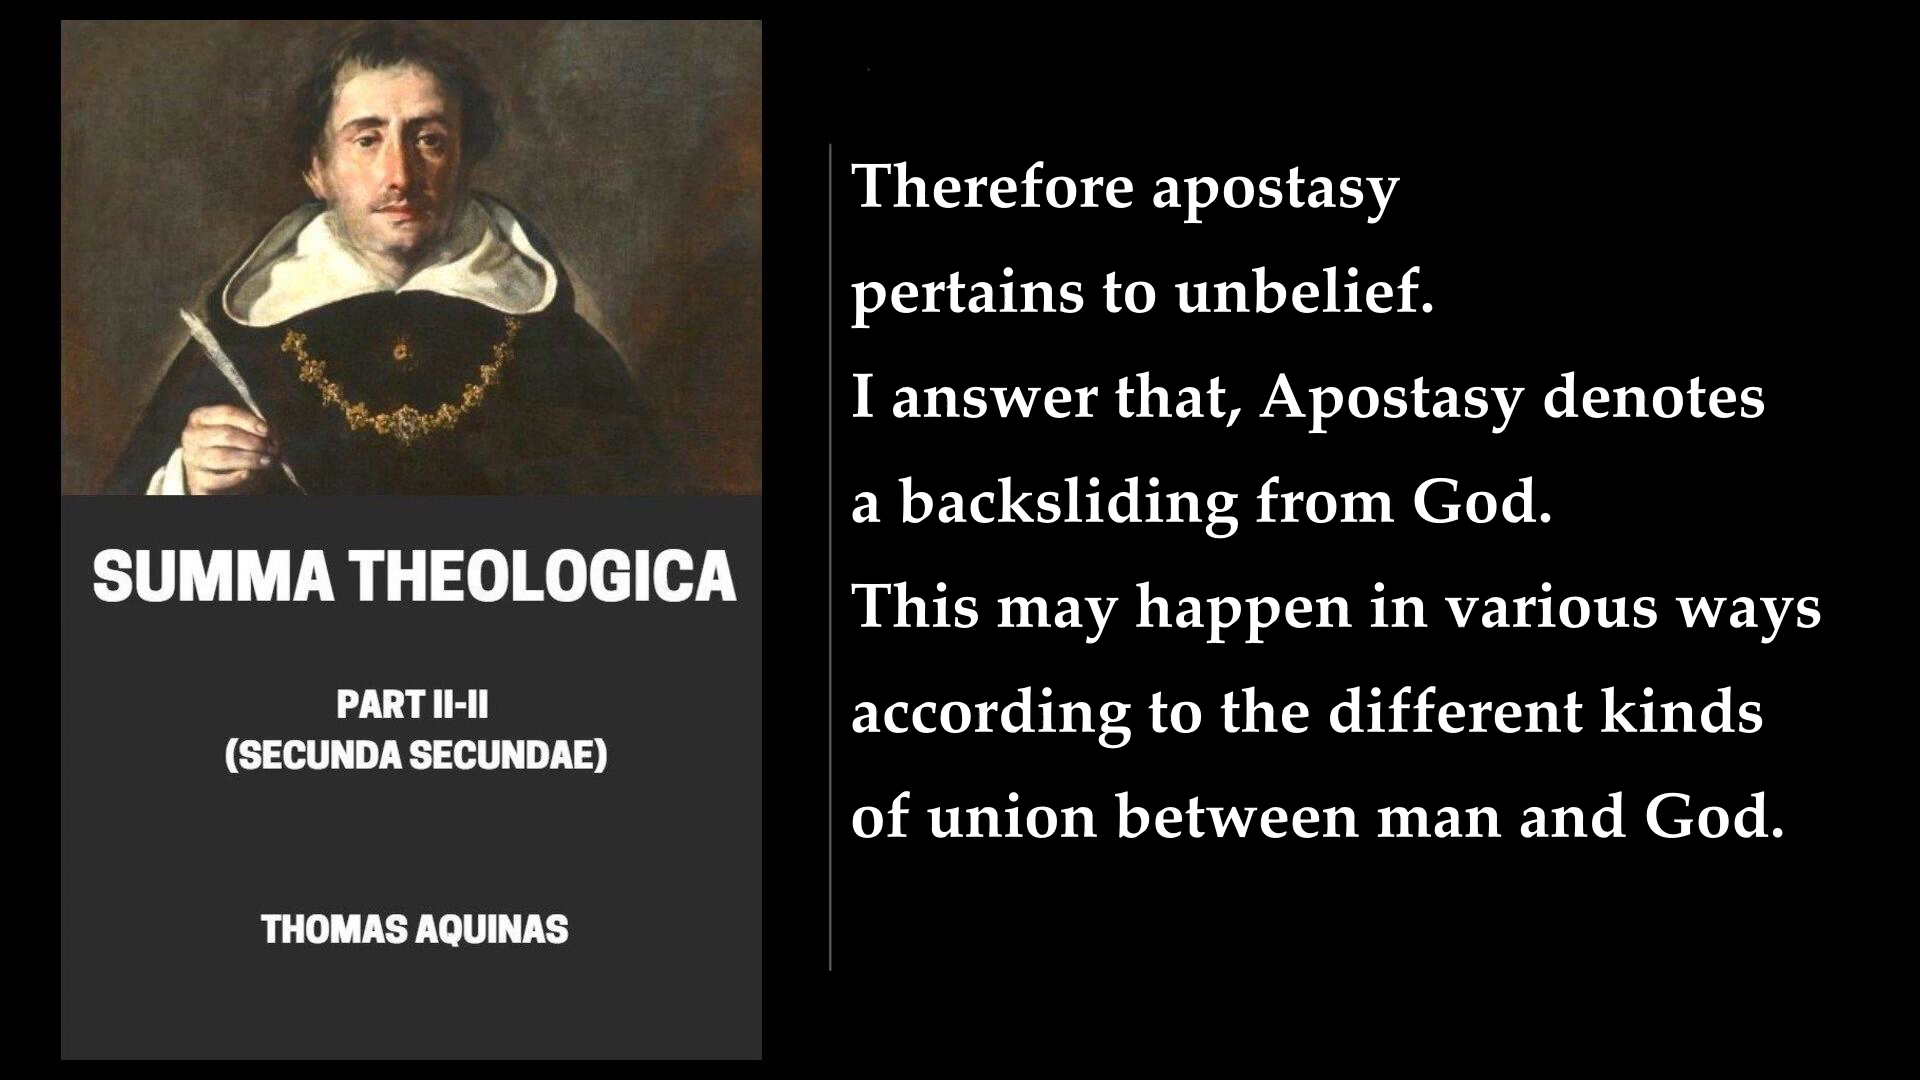 SUMMA THEOLOGICA
PART II-II
(SECUNDA SECUNDAE)
THOMAS AQUINAS
Therefore apostasy
pertains to unbelief.
I answer that, Apostasy denotes
a backsliding from God.
This may happen in various ways
according to the different kinds
of union between man and God.